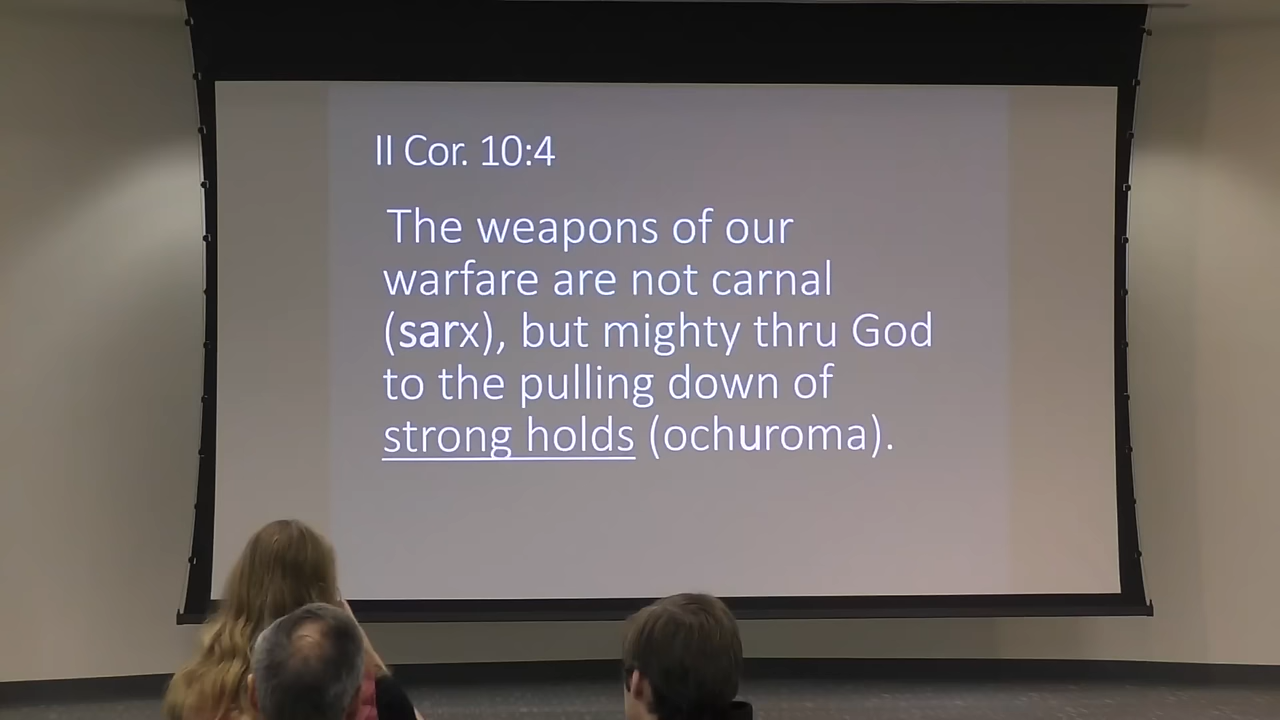 II Cor. 10:4
The weapons of our
warfare are not carnal
(sarx), but mighty thru God
to the pulling down of
strong holds (ochuroma).